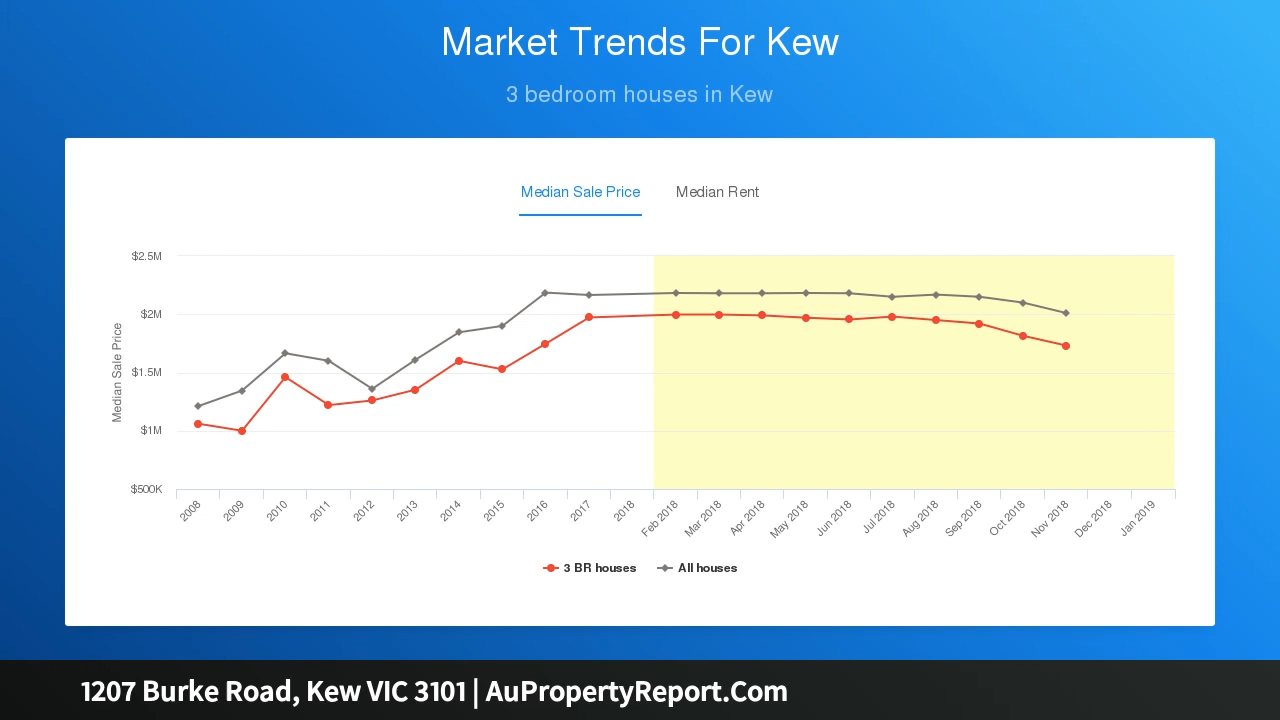 Market Trends For Kew
3 bedroom houses in Kew
Median Sale Price Median Rent
Median Sale Price
$2.5M
$2M
$1.5M
$1M
$500K
2008 2009 2010 2011 2012 2013 2014 2015 2016 2017 2018 Feb 2018 Mar 2018 Apr 2018 May 2018 Jun 2018 Jul 2018 Aug 2018 Sep 2018 Oct 2018 Nov 2018 Dec 2018 Jan 2019
3 BR houses All houses
1207 Burke Road, Kew VIC 3101 | AuPropertyReport.Com